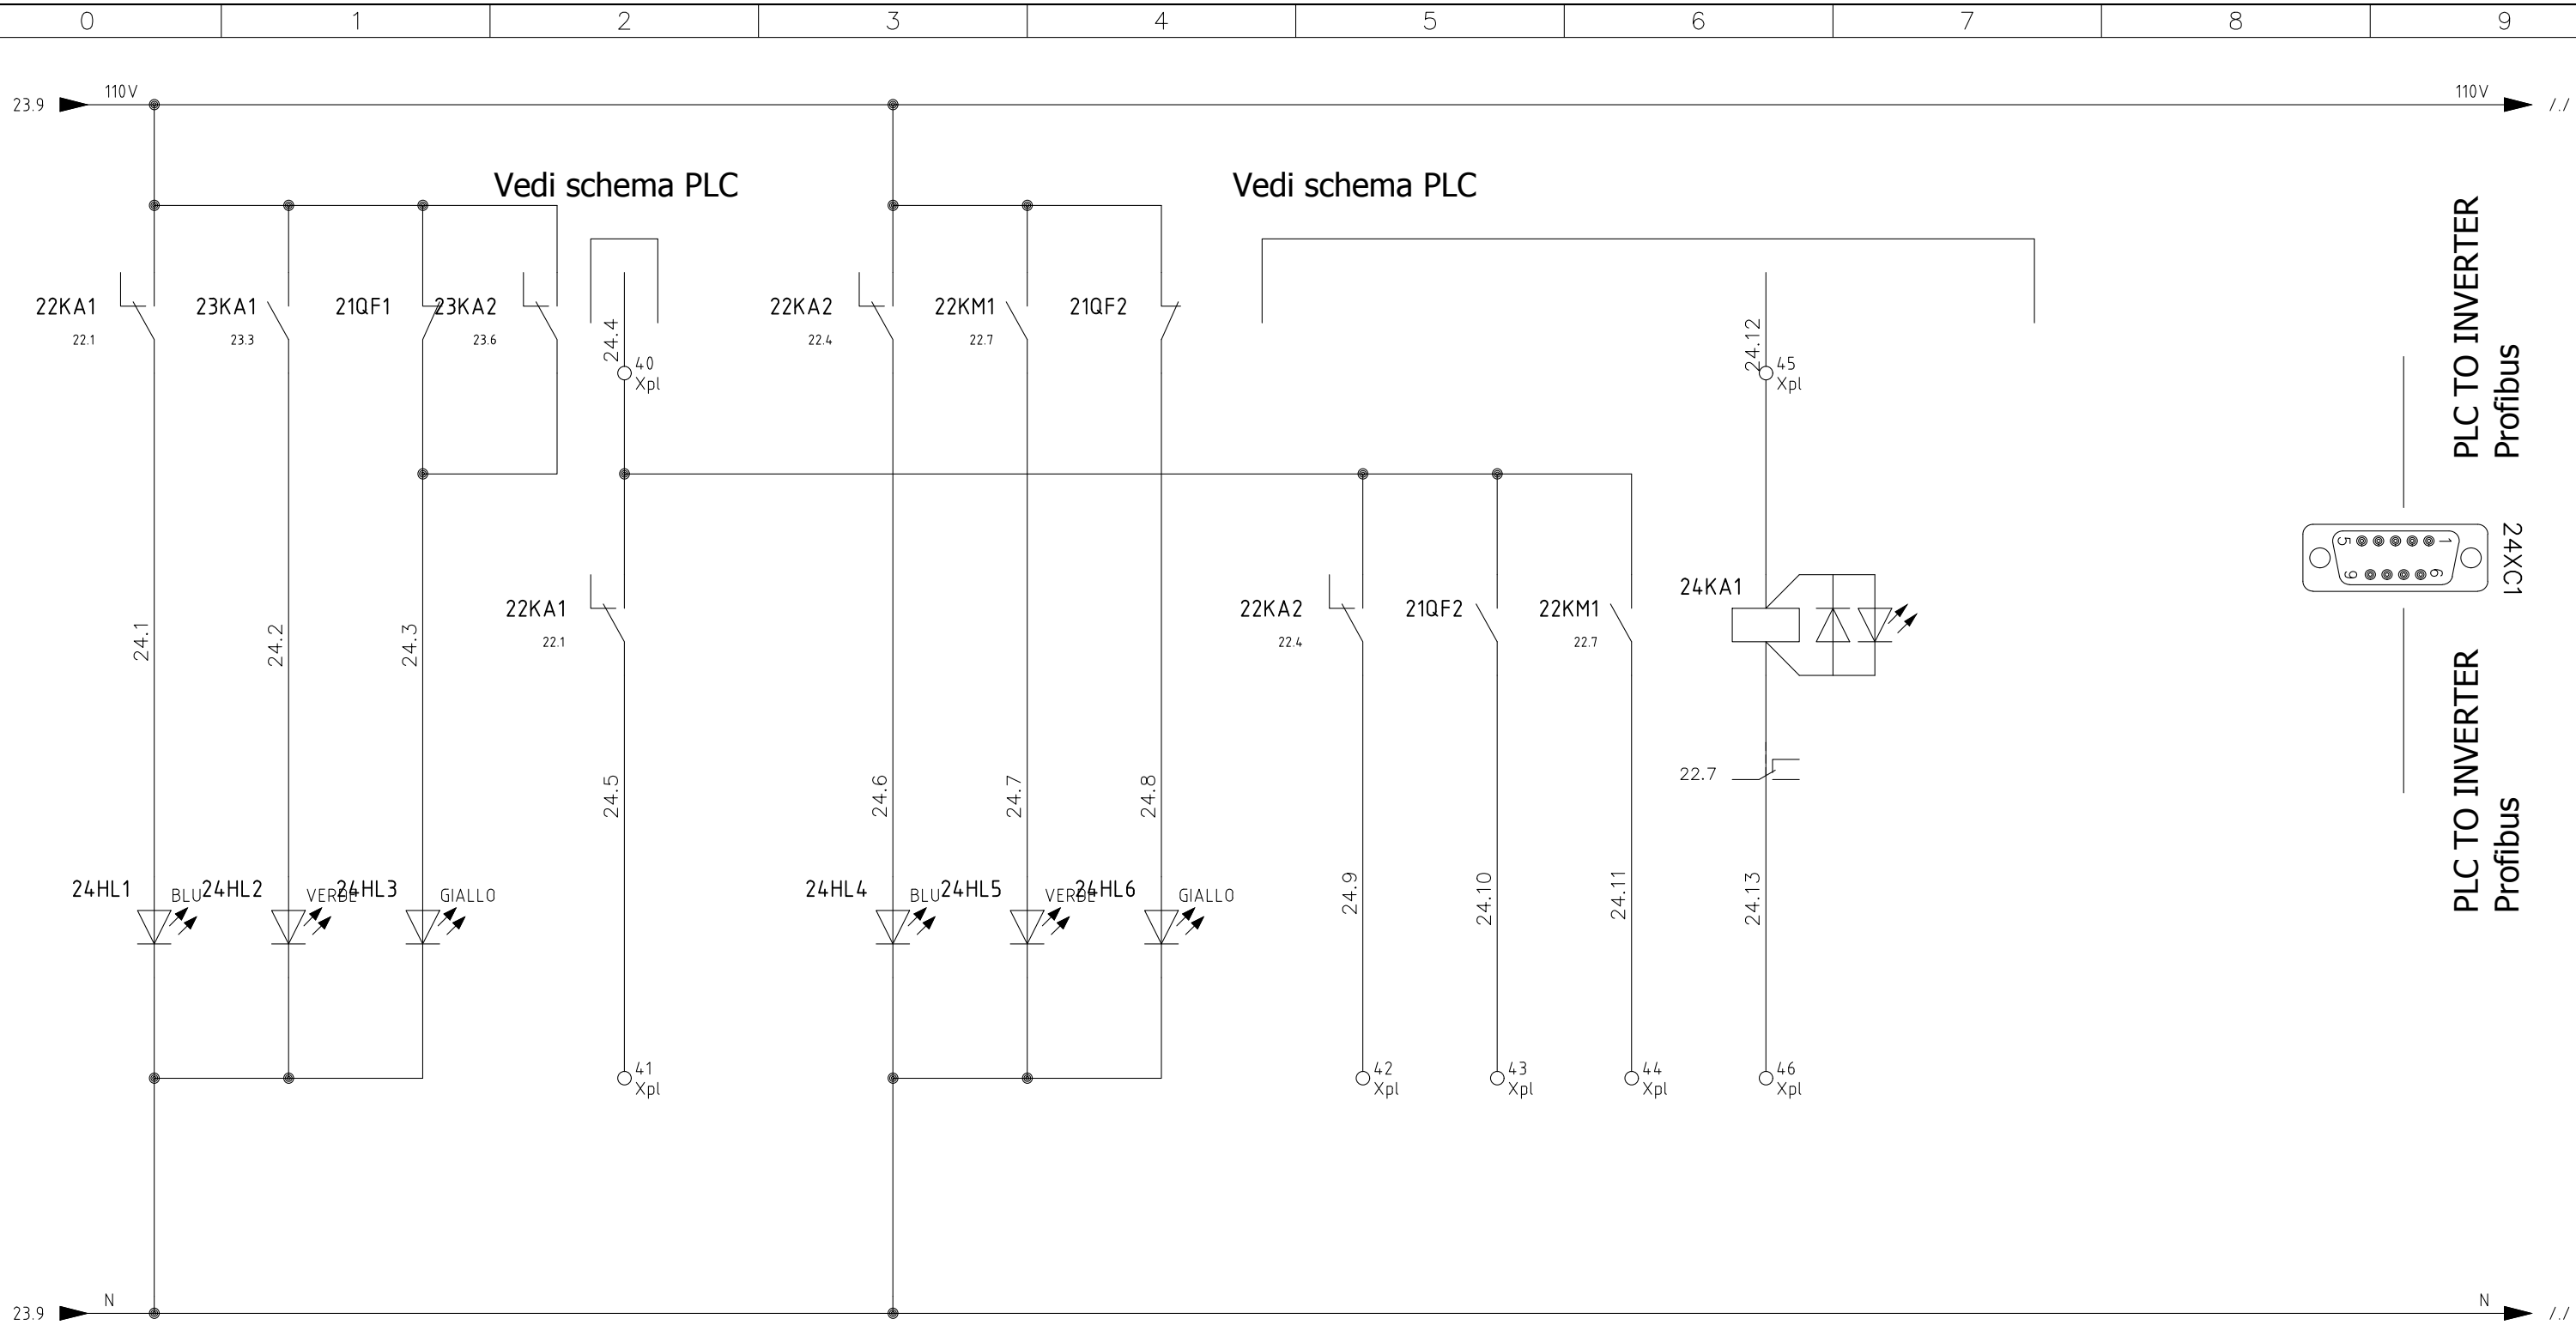 0 1 2 3 4 5 6 7 8 9
23.9 110V 110V /./
Vedi schema PLC Vedi schema PLC
22KA1
22.1
23KA1
23.3
21QF1
23KA2
23.6
24.4
40
Xpl
22KA2
22.4
22KM1
22.7
21QF2
24.12
45
Xpl
PLC TO INVERTER
Profibus
24.1
24.2
24.3
22KA1
22.1
22KA2
22.4
21QF2
22KM1
22.7
24KA1
22.7
5 1
9 6
24XC1
24.5
24.6
24.7
24.8
24.9
24.10
24.11
24.13
PLC TO INVERTER
Profibus
24HL1 BLU
24HL2 VERDE
24HL3 GIALLO
24HL4 BLU
24HL5 VERDE
24HL6 GIALLO
41
Xpl
42
Xpl
43
Xpl
44
Xpl
46
Xpl
23.9 N N /./